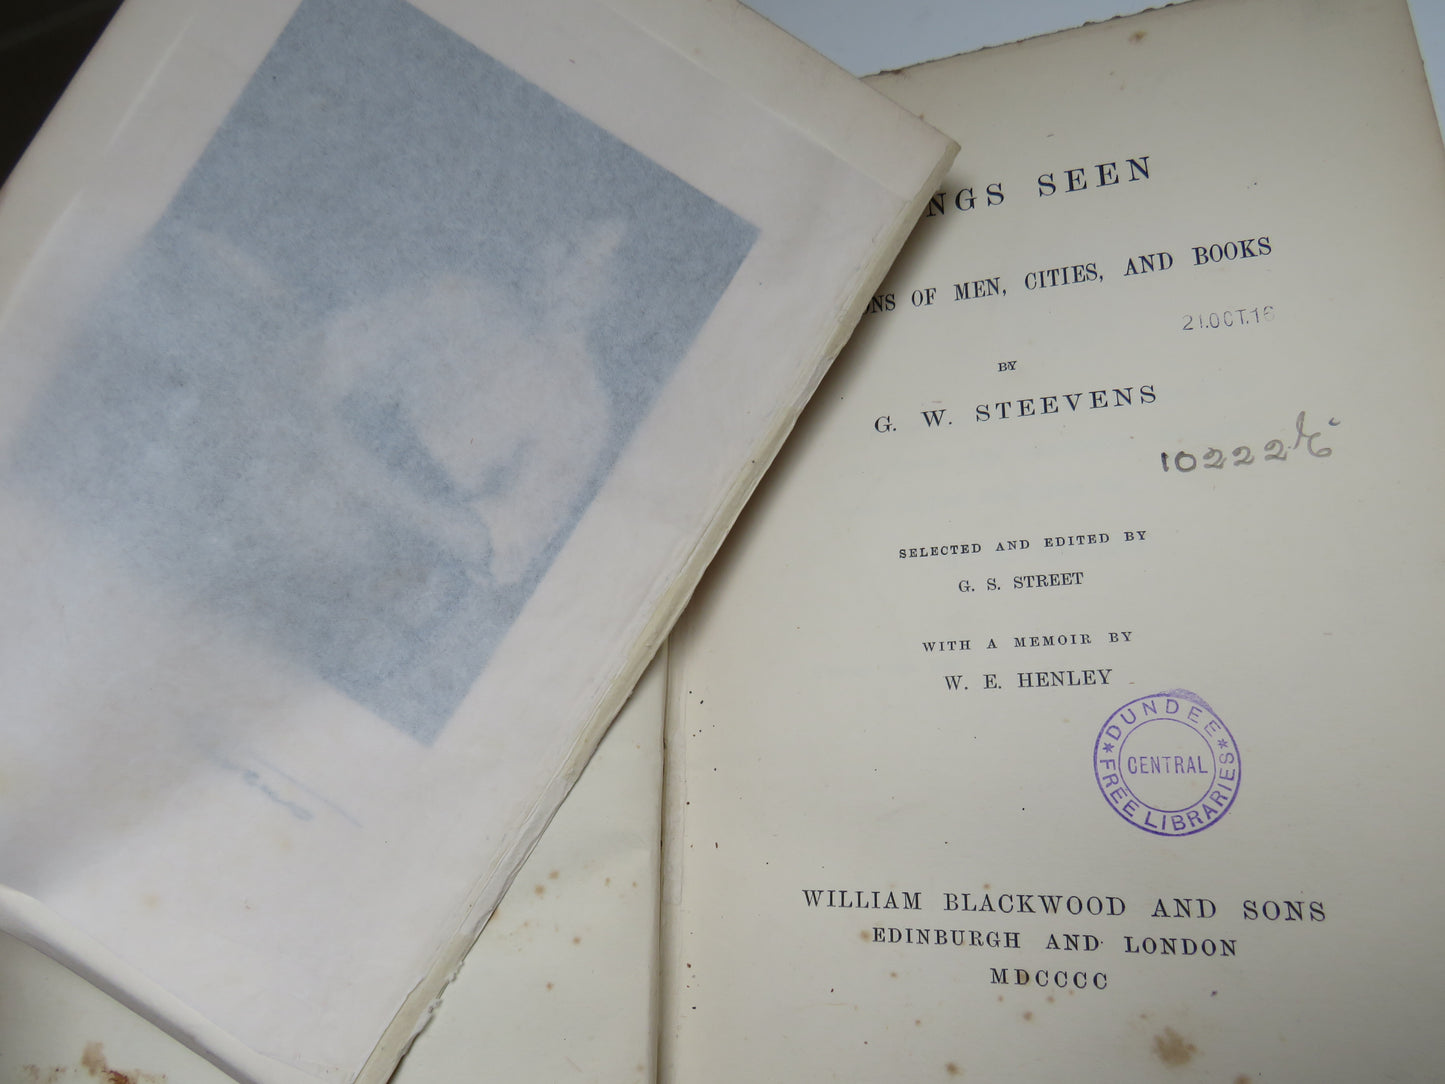 NGS SEEN
ONS OF MEN, CITIES, AND BOOKS
21.OCT.16
BY
G. W. STEEVENS
10222
SELECTED AND EDITED BY
G. S. STREET
WITH A MEMOIR BY
W. E. HENLEY
DUNDEE
CENTRAL
FREE LIBRARIES
WILLIAM BLACKWOOD AND SONS
EDINBURGH AND LONDON
MDCCCC